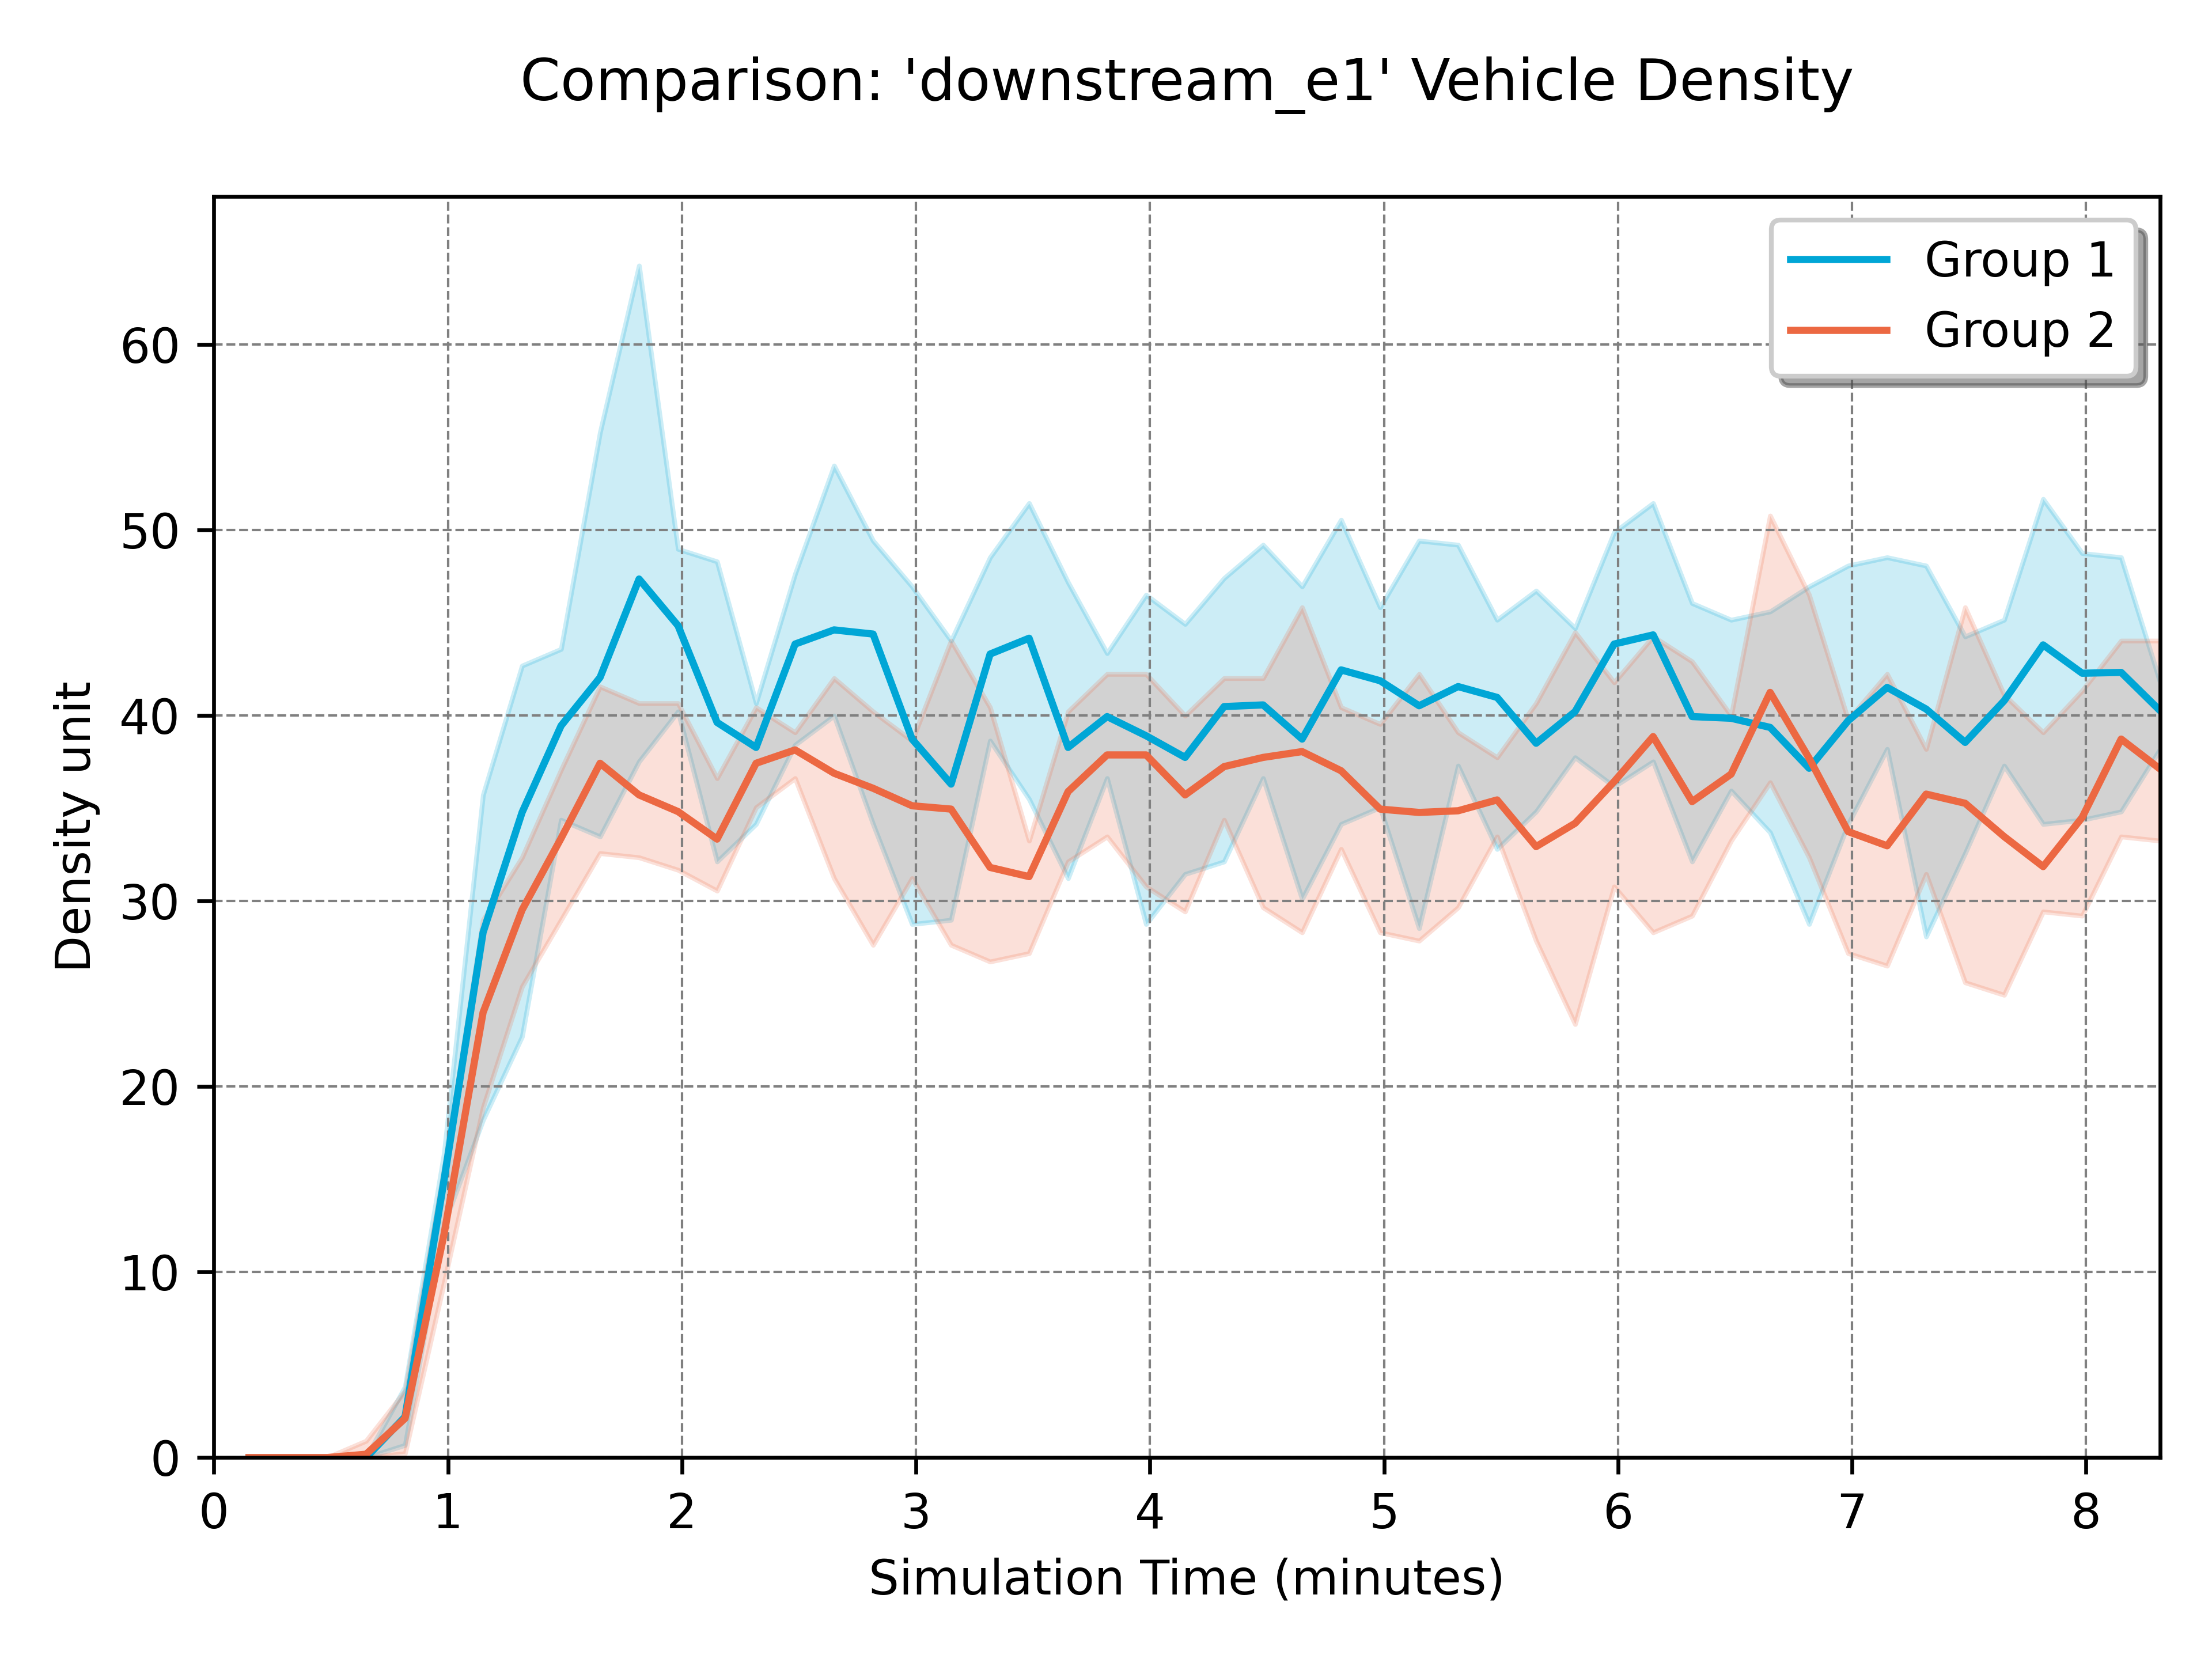 Comparison: 'downstream_e1' Vehicle Density
Group 1
Group 2
Density unit
60
50
40
30
20
10
0
0 1 2 3 4 5 6 7 8
Simulation Time (minutes)